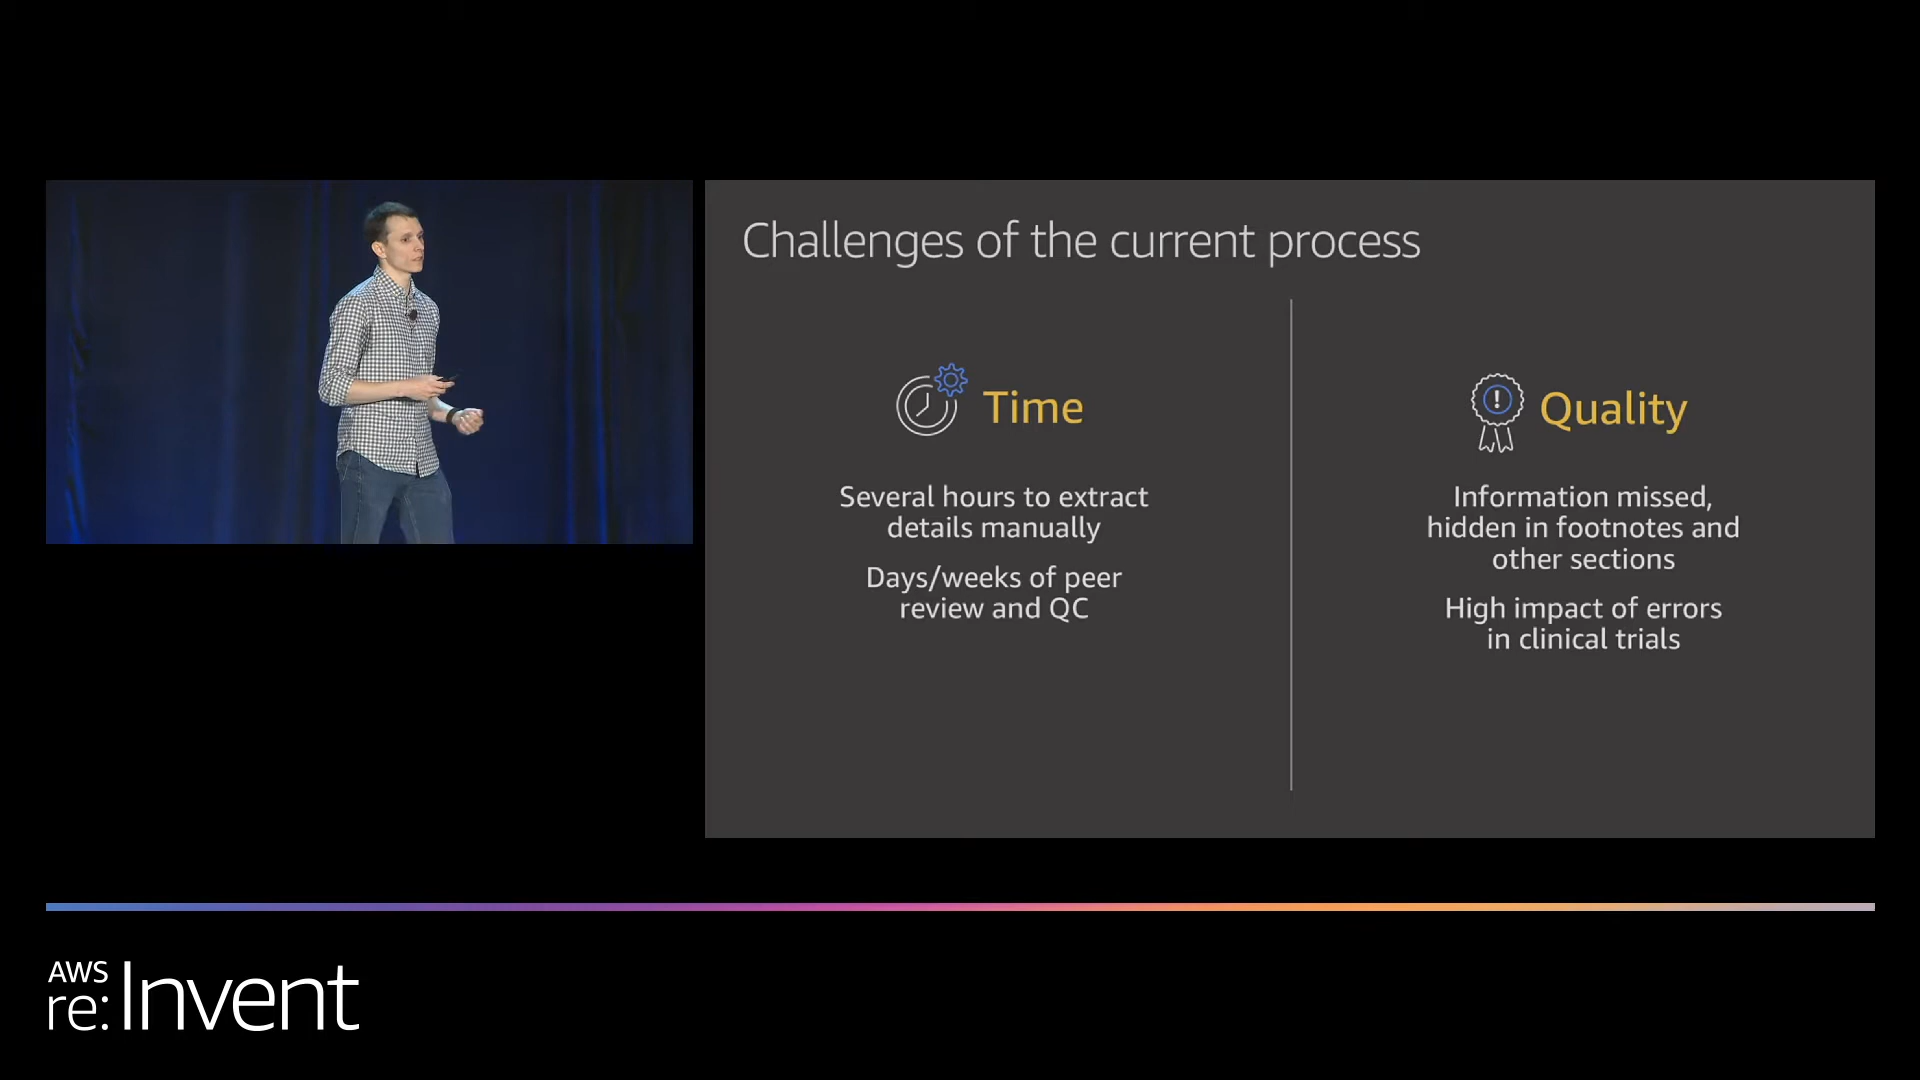 Challenges of the current process
Time
Several hours to extract
details manually
Days/weeks of peer
review and QC
!
Quality
Information missed,
hidden in footnotes and
other sections
High impact of errors
in clinical trials
AWS
re:Invent